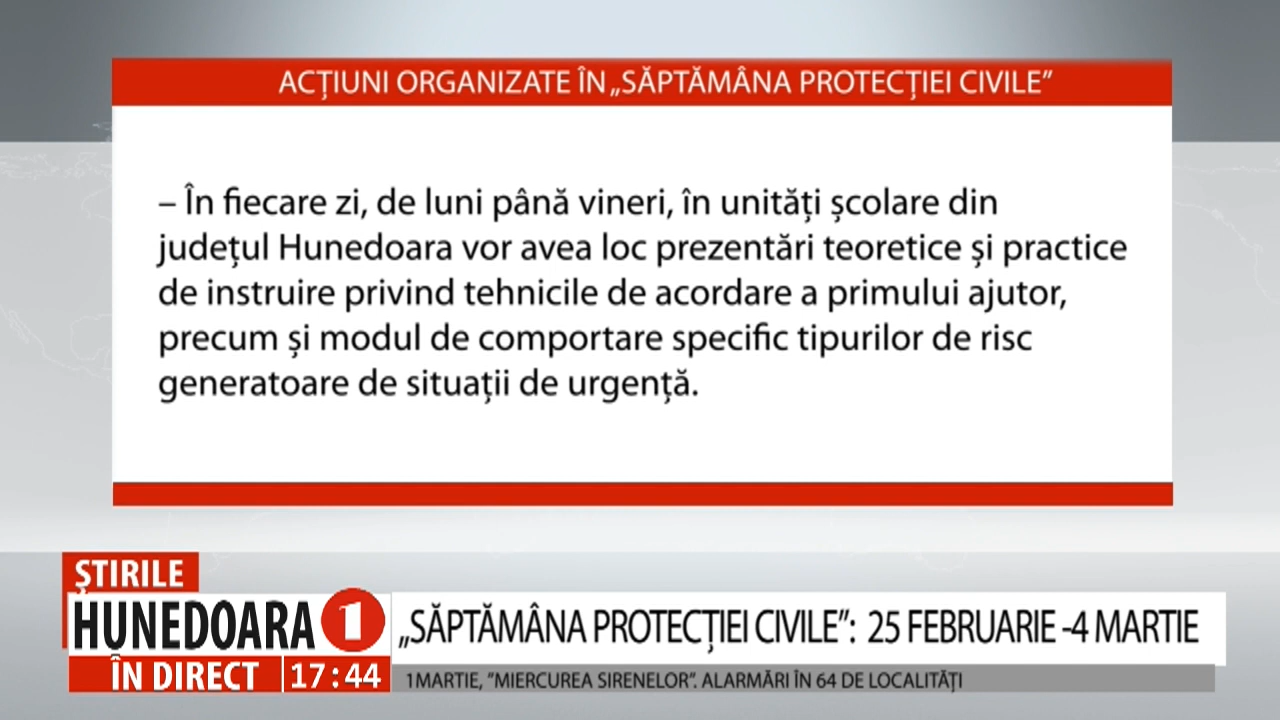 ACȚIUNI ORGANIZATE ÎN „SĂPTĂMÂNA PROTECȚIEI CIVILE”
– În fiecare zi, de luni până vineri, în unități școlare din
județul Hunedoara vor avea loc prezentări teoretice și practice
de instruire privind tehnicile de acordare a primului ajutor,
precum și modul de comportare specific tipurilor de risc
generatoare de situații de urgență.
ŞTIRILE
HUNEDOARA 1
ÎN DIRECT 17:44
„SĂPTĂMÂNA PROTECȚIEI CIVILE”: 25 FEBRUARIE -4 MARTIE
1 MARTIE, ”MIERCUREA SIRENELOR”. ALARMĂRI ÎN 64 DE LOCALITĂȚI